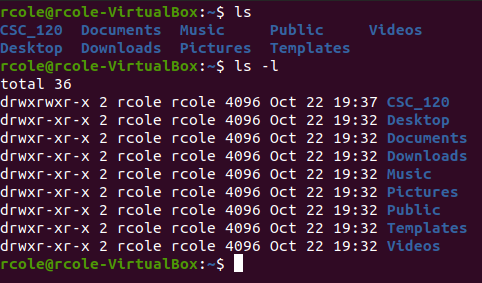 rcole@rcole-VirtualBox:~$ ls
CSC_120  Documents  Music     Public     Videos
Desktop  Downloads  Pictures  Templates
rcole@rcole-VirtualBox:~$ ls -l
total 36
drwxrwxr-x 2 rcole rcole 4096 Oct 22 19:37 CSC_120
drwxr-xr-x 2 rcole rcole 4096 Oct 22 19:32 Desktop
drwxr-xr-x 2 rcole rcole 4096 Oct 22 19:32 Documents
drwxr-xr-x 2 rcole rcole 4096 Oct 22 19:32 Downloads
drwxr-xr-x 2 rcole rcole 4096 Oct 22 19:32 Music
drwxr-xr-x 2 rcole rcole 4096 Oct 22 19:32 Pictures
drwxr-xr-x 2 rcole rcole 4096 Oct 22 19:32 Public
drwxr-xr-x 2 rcole rcole 4096 Oct 22 19:32 Templates
drwxr-xr-x 2 rcole rcole 4096 Oct 22 19:32 Videos
rcole@rcole-VirtualBox:~$